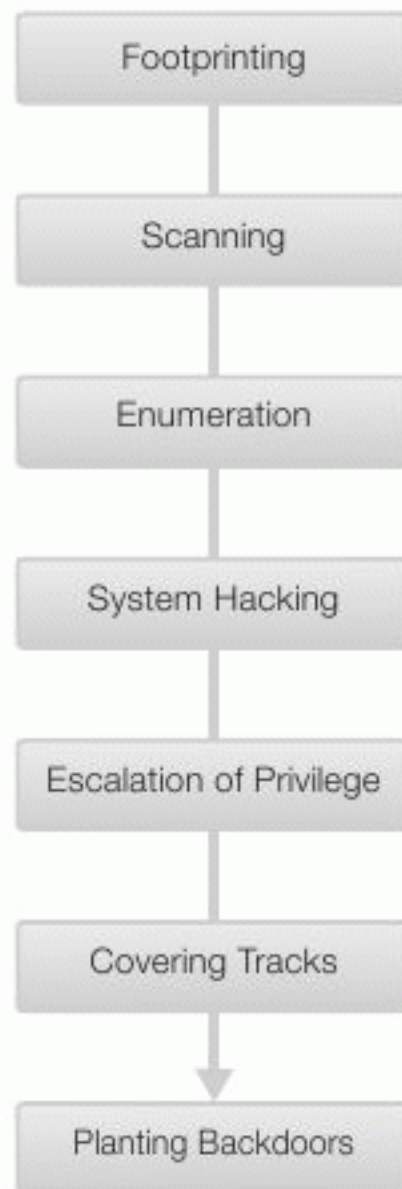 Footprinting
Scanning
Enumeration
System Hacking
Escalation of Privilege
Covering Tracks
Planting Backdoors